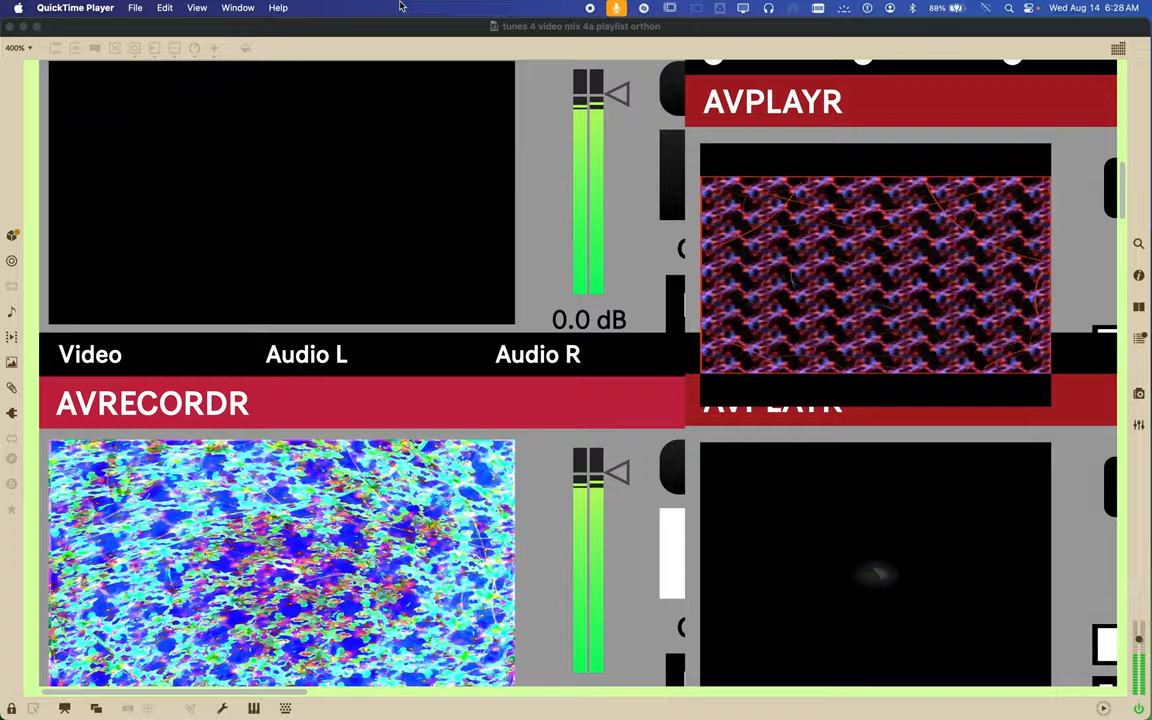 QuickTime Player File Edit View Window Help 88% Wed Aug 14 6:28 AM
tunes 4 video mix 4a playlist orthon
400%
AVPLAYR
0.0 dB
Video Audio L Audio R
AVRECORDR